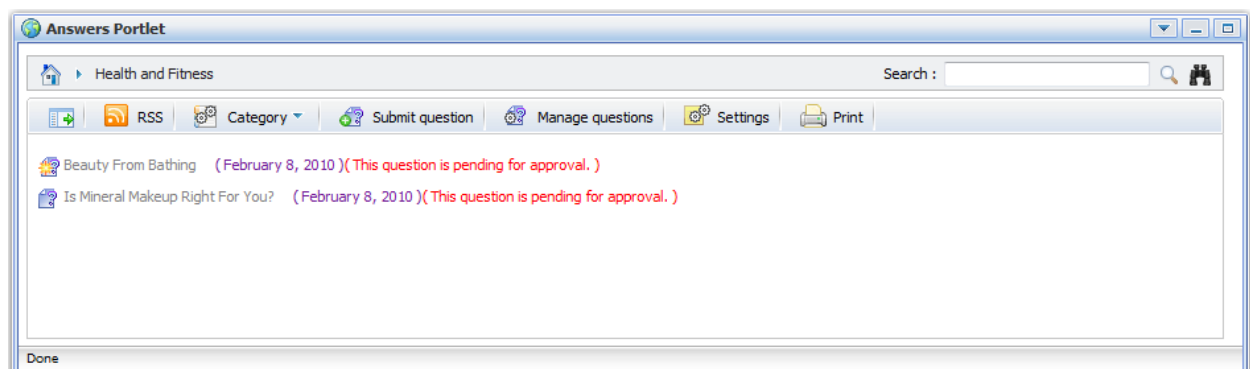 Answers Portlet
Health and Fitness Search :
RSS Category Submit question Manage questions Settings Print
Beauty From Bathing ( February 8, 2010 )( This question is pending for approval. )
Is Mineral Makeup Right For You? ( February 8, 2010 )( This question is pending for approval. )
Done